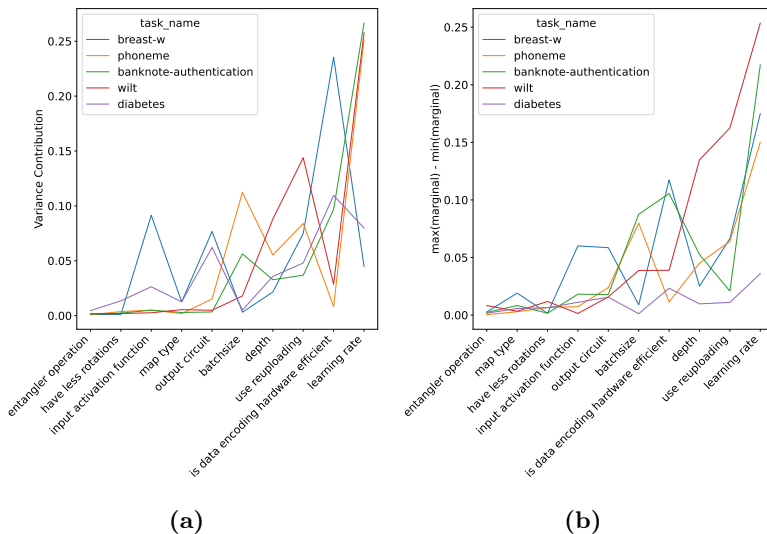 task_name
breast-w
phoneme
banknote-authentication
wilt
diabetes
Variance Contribution
0.25
0.20
0.15
0.10
0.05
0.00
entangler operation
have less rotations
input activation function
map type
output circuit
batchsize
depth
use reuploading
is data encoding hardware efficient
learning rate
(a)
task_name
breast-w
phoneme
banknote-authentication
wilt
diabetes
max(marginal) - min(marginal)
0.25
0.20
0.15
0.10
0.05
0.00
entangler operation
map type
have less rotations
input activation function
output circuit
batchsize
is data encoding hardware efficient
depth
use reuploading
learning rate
(b)